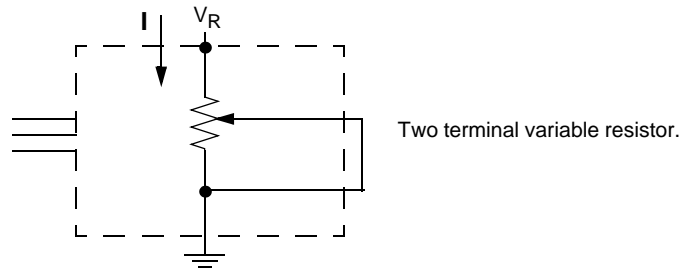 I
VR
Two terminal variable resistor.